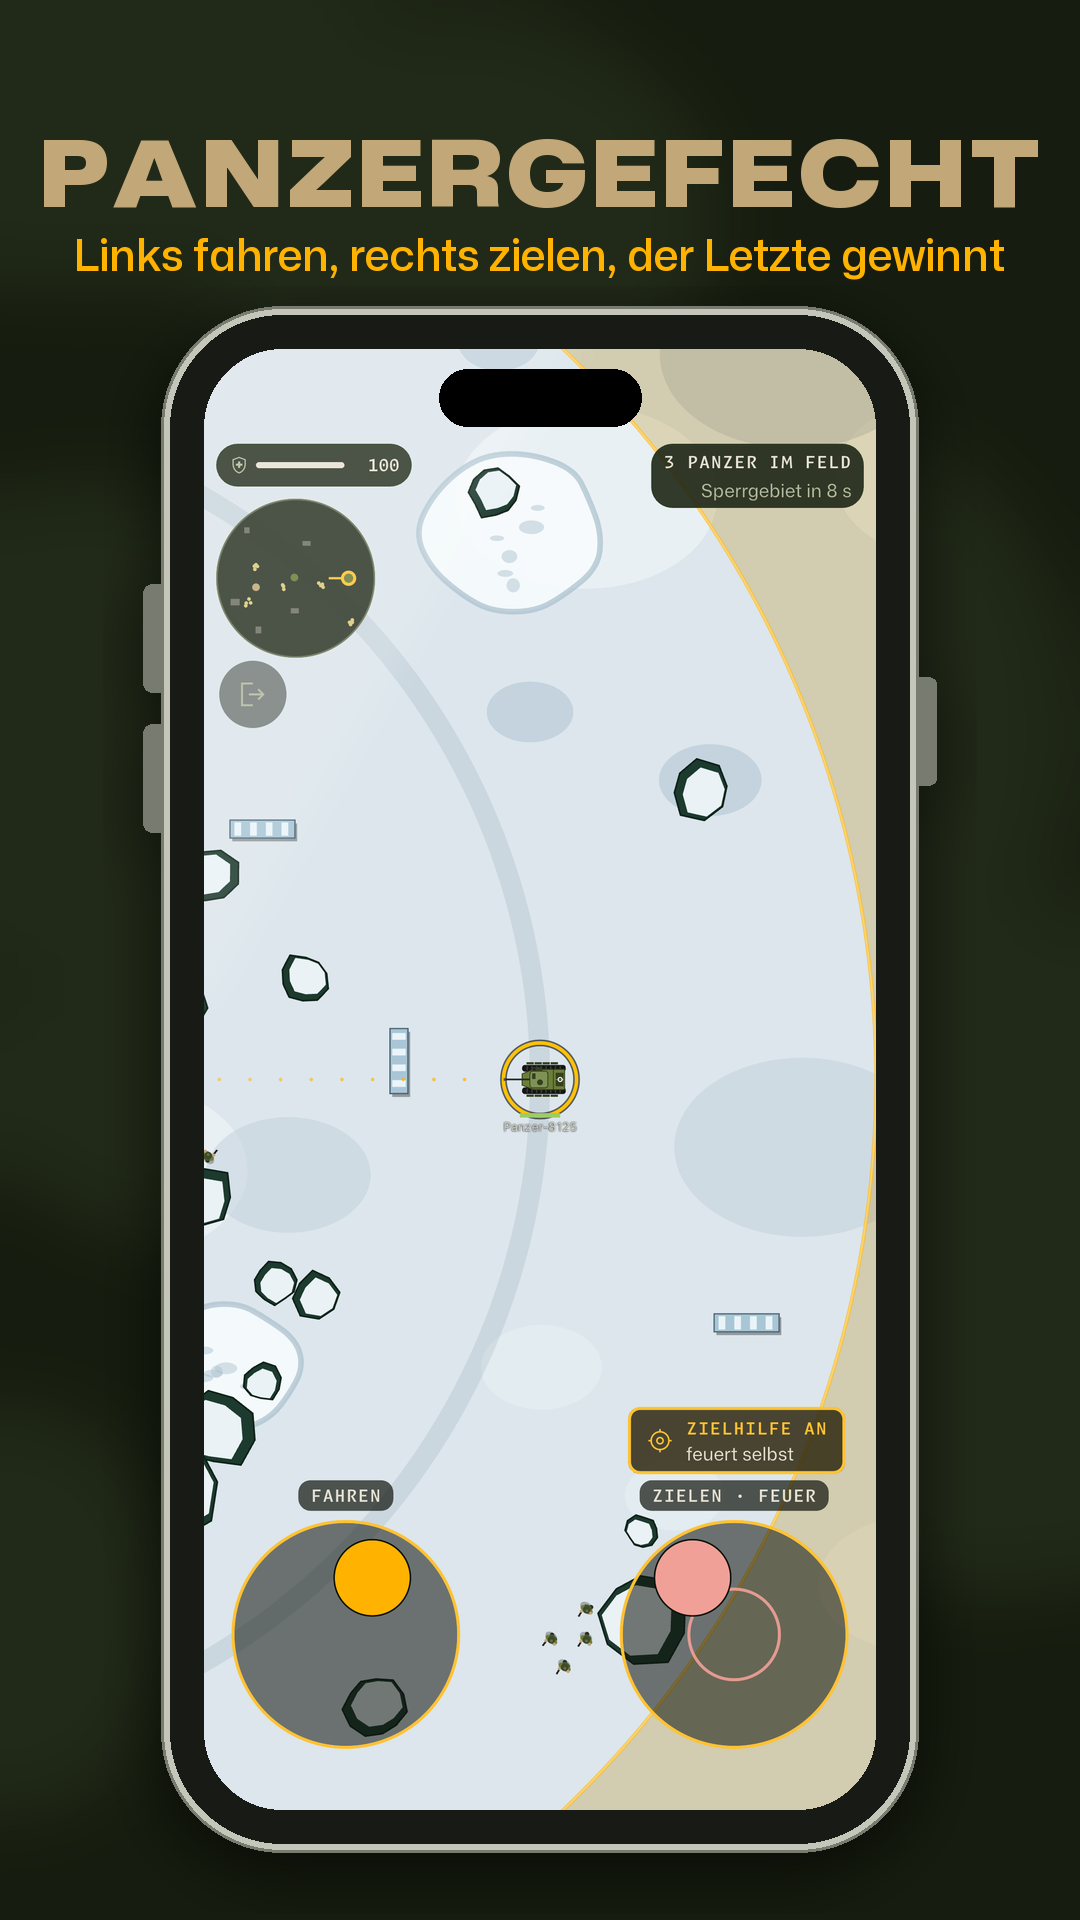 PANZERGEFECHT
Links fahren, rechts zielen, der Letzte gewinnt
100
3 PANZER IM FELD
Sperrgebiet in 8 s
Panzer-8125
ZIELHILFE AN
feuert selbst
FAHREN
ZIELEN · FEUER